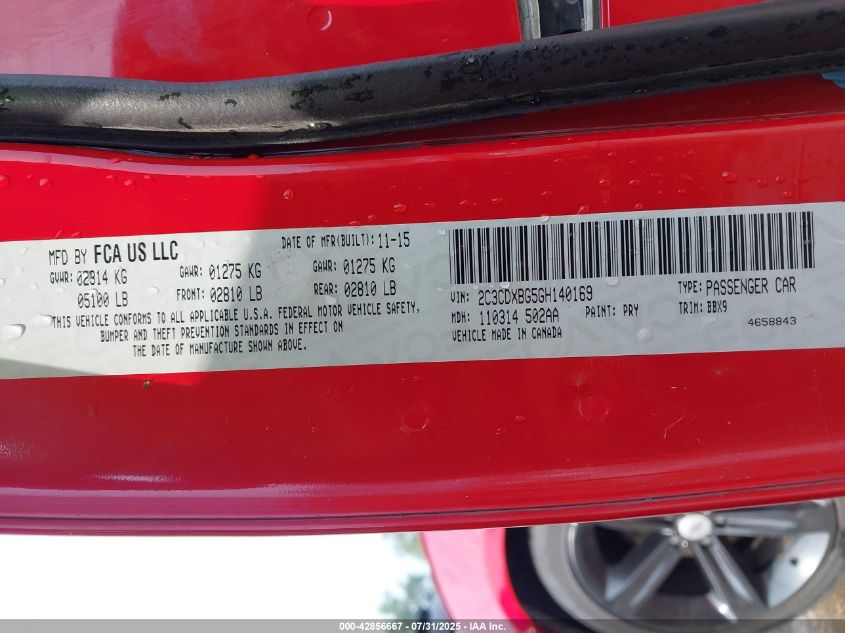 MFD BY FCA US LLC DATE OF MFR(BUILT): 11-15
GVWR: 02314 KG GAWR: 01275 KG GAWR: 01275 KG
05100 LB FRONT: 02810 LB REAR: 02810 LB
THIS VEHICLE CONFORMS TO ALL APPLICABLE U.S.A. FEDERAL MOTOR VEHICLE SAFETY,
BUMPER AND THEFT PREVENTION STANDARDS IN EFFECT ON
THE DATE OF MANUFACTURE SHOWN ABOVE.
VIN: 2C3CDXBG5GH140169 TYPE: PASSENGER CAR
MDH: 110314 502AA PAINT: PRY TRIM: BBX9
VEHICLE MADE IN CANADA 4658843
000-42856667 - 07/31/2025 - IAA Inc.